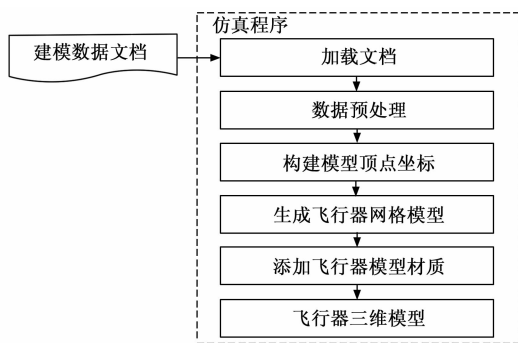 仿真程序
建模数据文档
加载文档
数据预处理
构建模型顶点坐标
生成飞行器网格模型
添加飞行器模型材质
飞行器三维模型